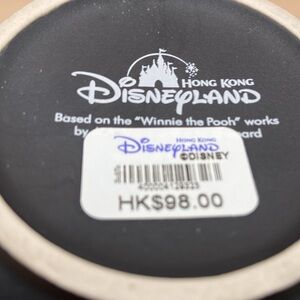 HONG KONG
DISNEYLAND
Based on the "Winnie the Pooh" works
by ard
HONG KONG
DISNEYLAND
©DISNEY
HK$98.00